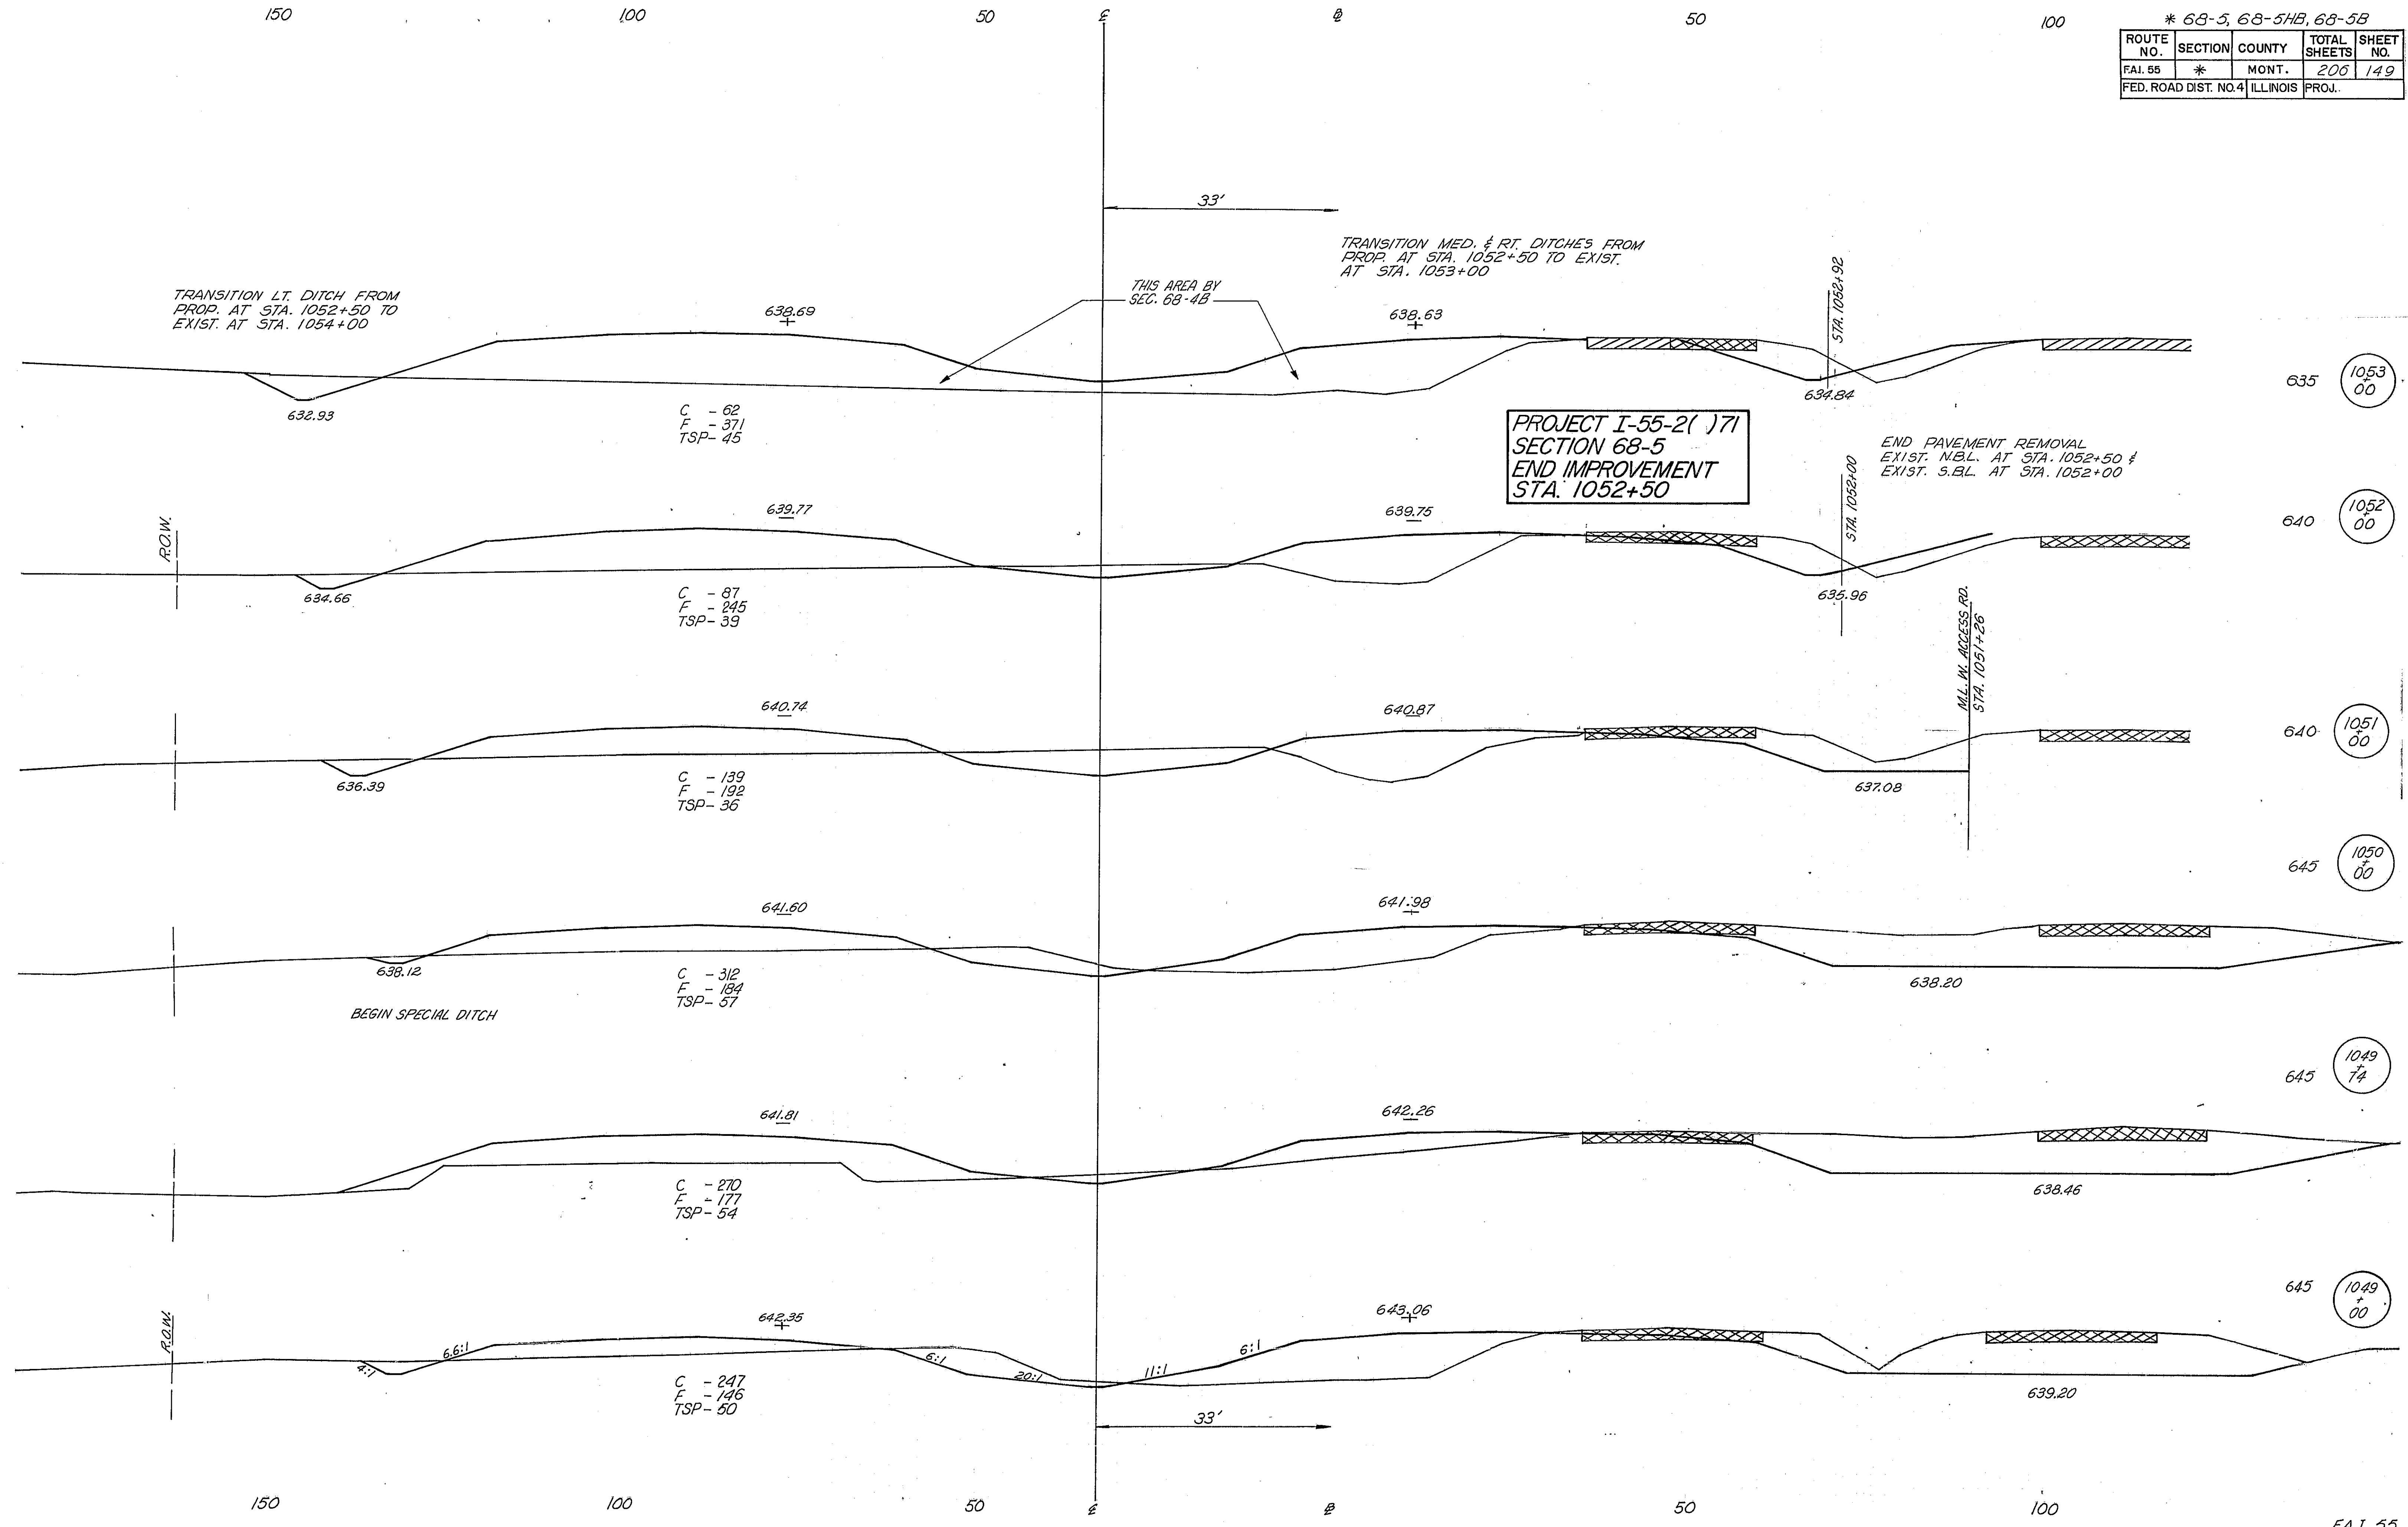 150 100 50 ℄ ℄ 50 100
* 68-5, 68-5HB, 68-5B
ROUTE NO. SECTION COUNTY TOTAL SHEETS SHEET NO.
F.A.I. 55 * MONT. 206 149
FED. ROAD DIST. NO. 4 ILLINOIS PROJ.
33'
TRANSITION LT. DITCH FROM
PROP. AT STA. 1052+50 TO
EXIST. AT STA. 1054+00
638.69
THIS AREA BY
SEC. 68-4B
TRANSITION MED. & RT. DITCHES FROM
PROP. AT STA. 1052+50 TO EXIST.
AT STA. 1053+00
638.63
STA. 1052+92
632.93
C - 62
F - 371
TSP- 45
634.84
635
1053
+
00
PROJECT I-55-2( )71
SECTION 68-5
END IMPROVEMENT
STA. 1052+50
END PAVEMENT REMOVAL
EXIST. N.B.L. AT STA. 1052+50 &
EXIST. S.B.L. AT STA. 1052+00
R.O.W.
639.77
639.75
STA. 1052+00
640
1052
+
00
634.66
C - 87
F - 245
TSP- 39
635.96
M.L. W. ACCESS RD.
STA. 1051+26
640.74
640.87
640
1051
+
00
636.39
C - 139
F - 192
TSP- 36
637.08
645
1050
+
00
641.60
641.98
638.12
C - 312
F - 184
TSP- 57
638.20
BEGIN SPECIAL DITCH
645
1049
+
74
641.81
642.26
C - 270
F - 177
TSP- 54
638.46
645
1049
+
00
R.O.W.
642.35
643.06
4:1
6.6:1
6:1
20:1
11:1
6:1
C - 247
F - 146
TSP- 50
639.20
33'
150 100 50 ℄ ℄ 50 100
F.A.I. 55